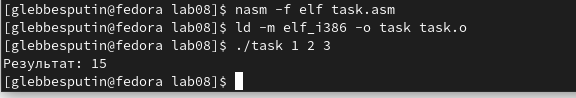 [glebbesputin@fedora lab08]$ nasm -f elf task.asm
[glebbesputin@fedora lab08]$ ld -m elf_i386 -o task task.o
[glebbesputin@fedora lab08]$ ./task 1 2 3
Результат: 15
[glebbesputin@fedora lab08]$